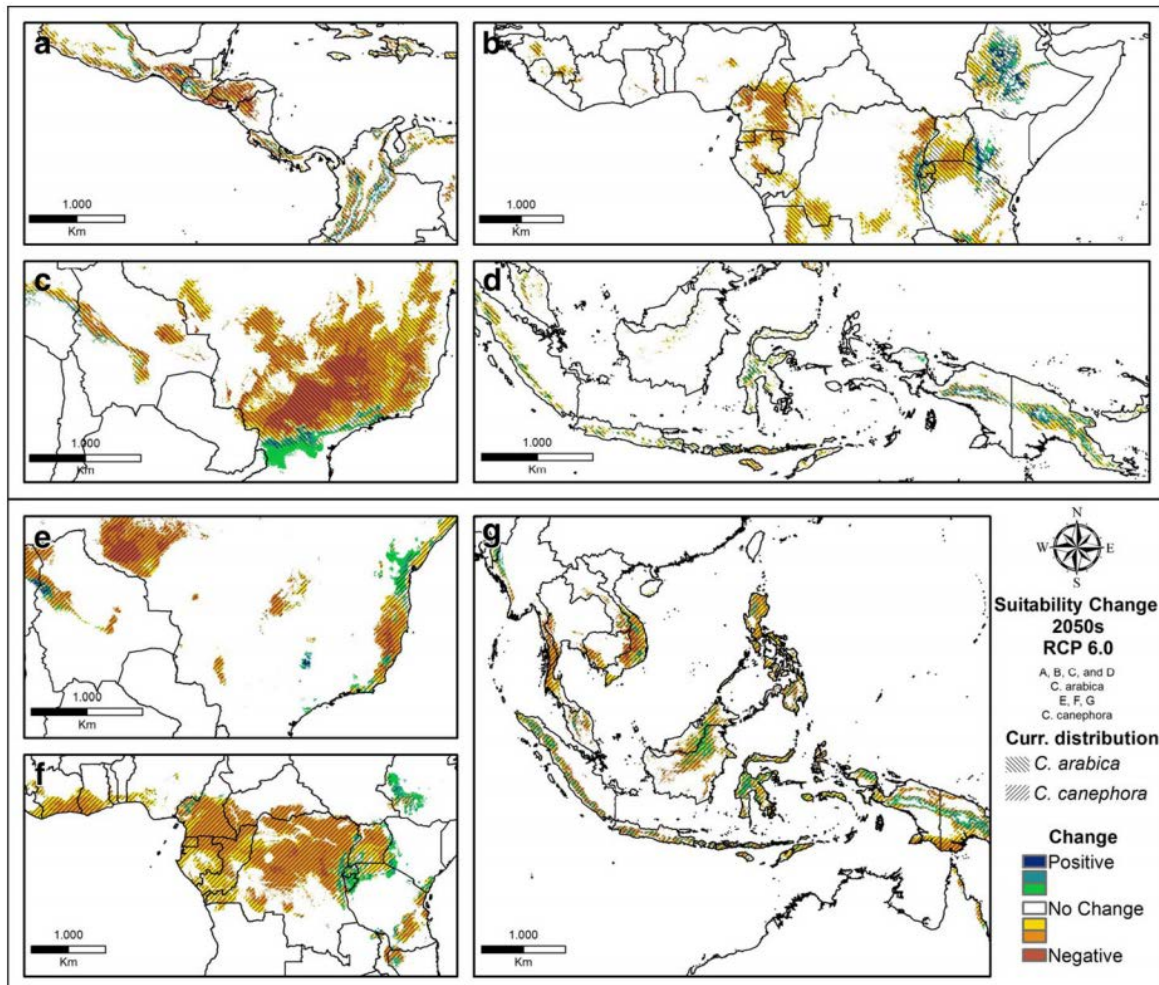 a
1.000
Km
b
1.000
Km
c
1.000
Km
d
1.000
Km
e
1.000
Km
f
1.000
Km
g
1.000
Km
N
W E
S
Suitability Change
2050s
RCP 6.0
A, B, C, and D
C. arabica
E, F, G
C. canephora
Curr. distribution
C. arabica
C. canephora
Change
Positive
No Change
Negative